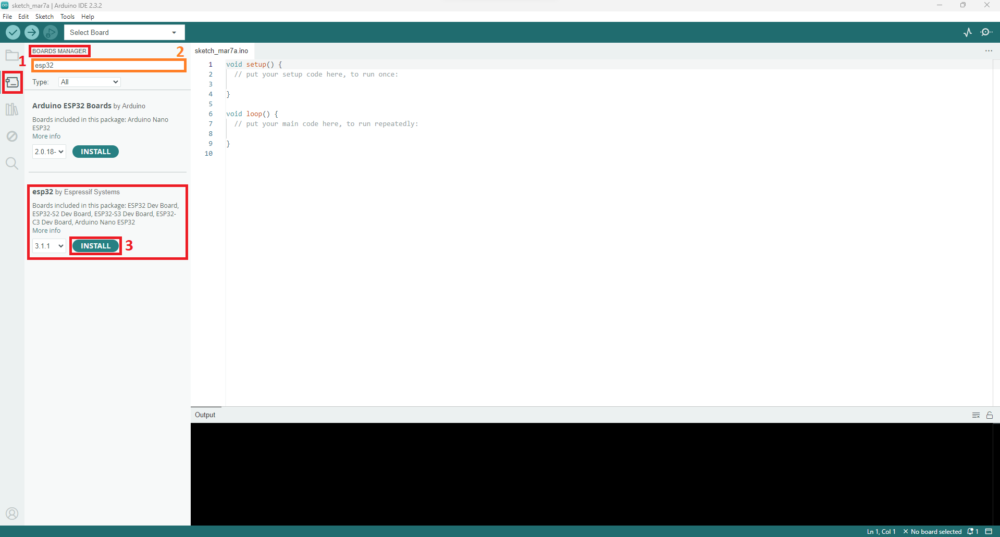 sketch_mar7a | Arduino IDE 2.3.2
File Edit Sketch Tools Help
Select Board
BOARDS MANAGER
2
1
esp32
Type: All
Arduino ESP32 Boards by Arduino
Boards included in this package: Arduino Nano
ESP32
More info
2.0.18- INSTALL
esp32 by Espressif Systems
Boards included in this package: ESP32 Dev Board,
ESP32-S2 Dev Board, ESP32-S3 Dev Board, ESP32-
C3 Dev Board, Arduino Nano ESP32
More info
3.1.1 INSTALL 3
sketch_mar7a.ino
1 void setup() {
2 // put your setup code here, to run once:
3
4 }
5
6 void loop() {
7 // put your main code here, to run repeatedly:
8
9 }
10
Output
Ln 1, Col 1 × No board selected 1